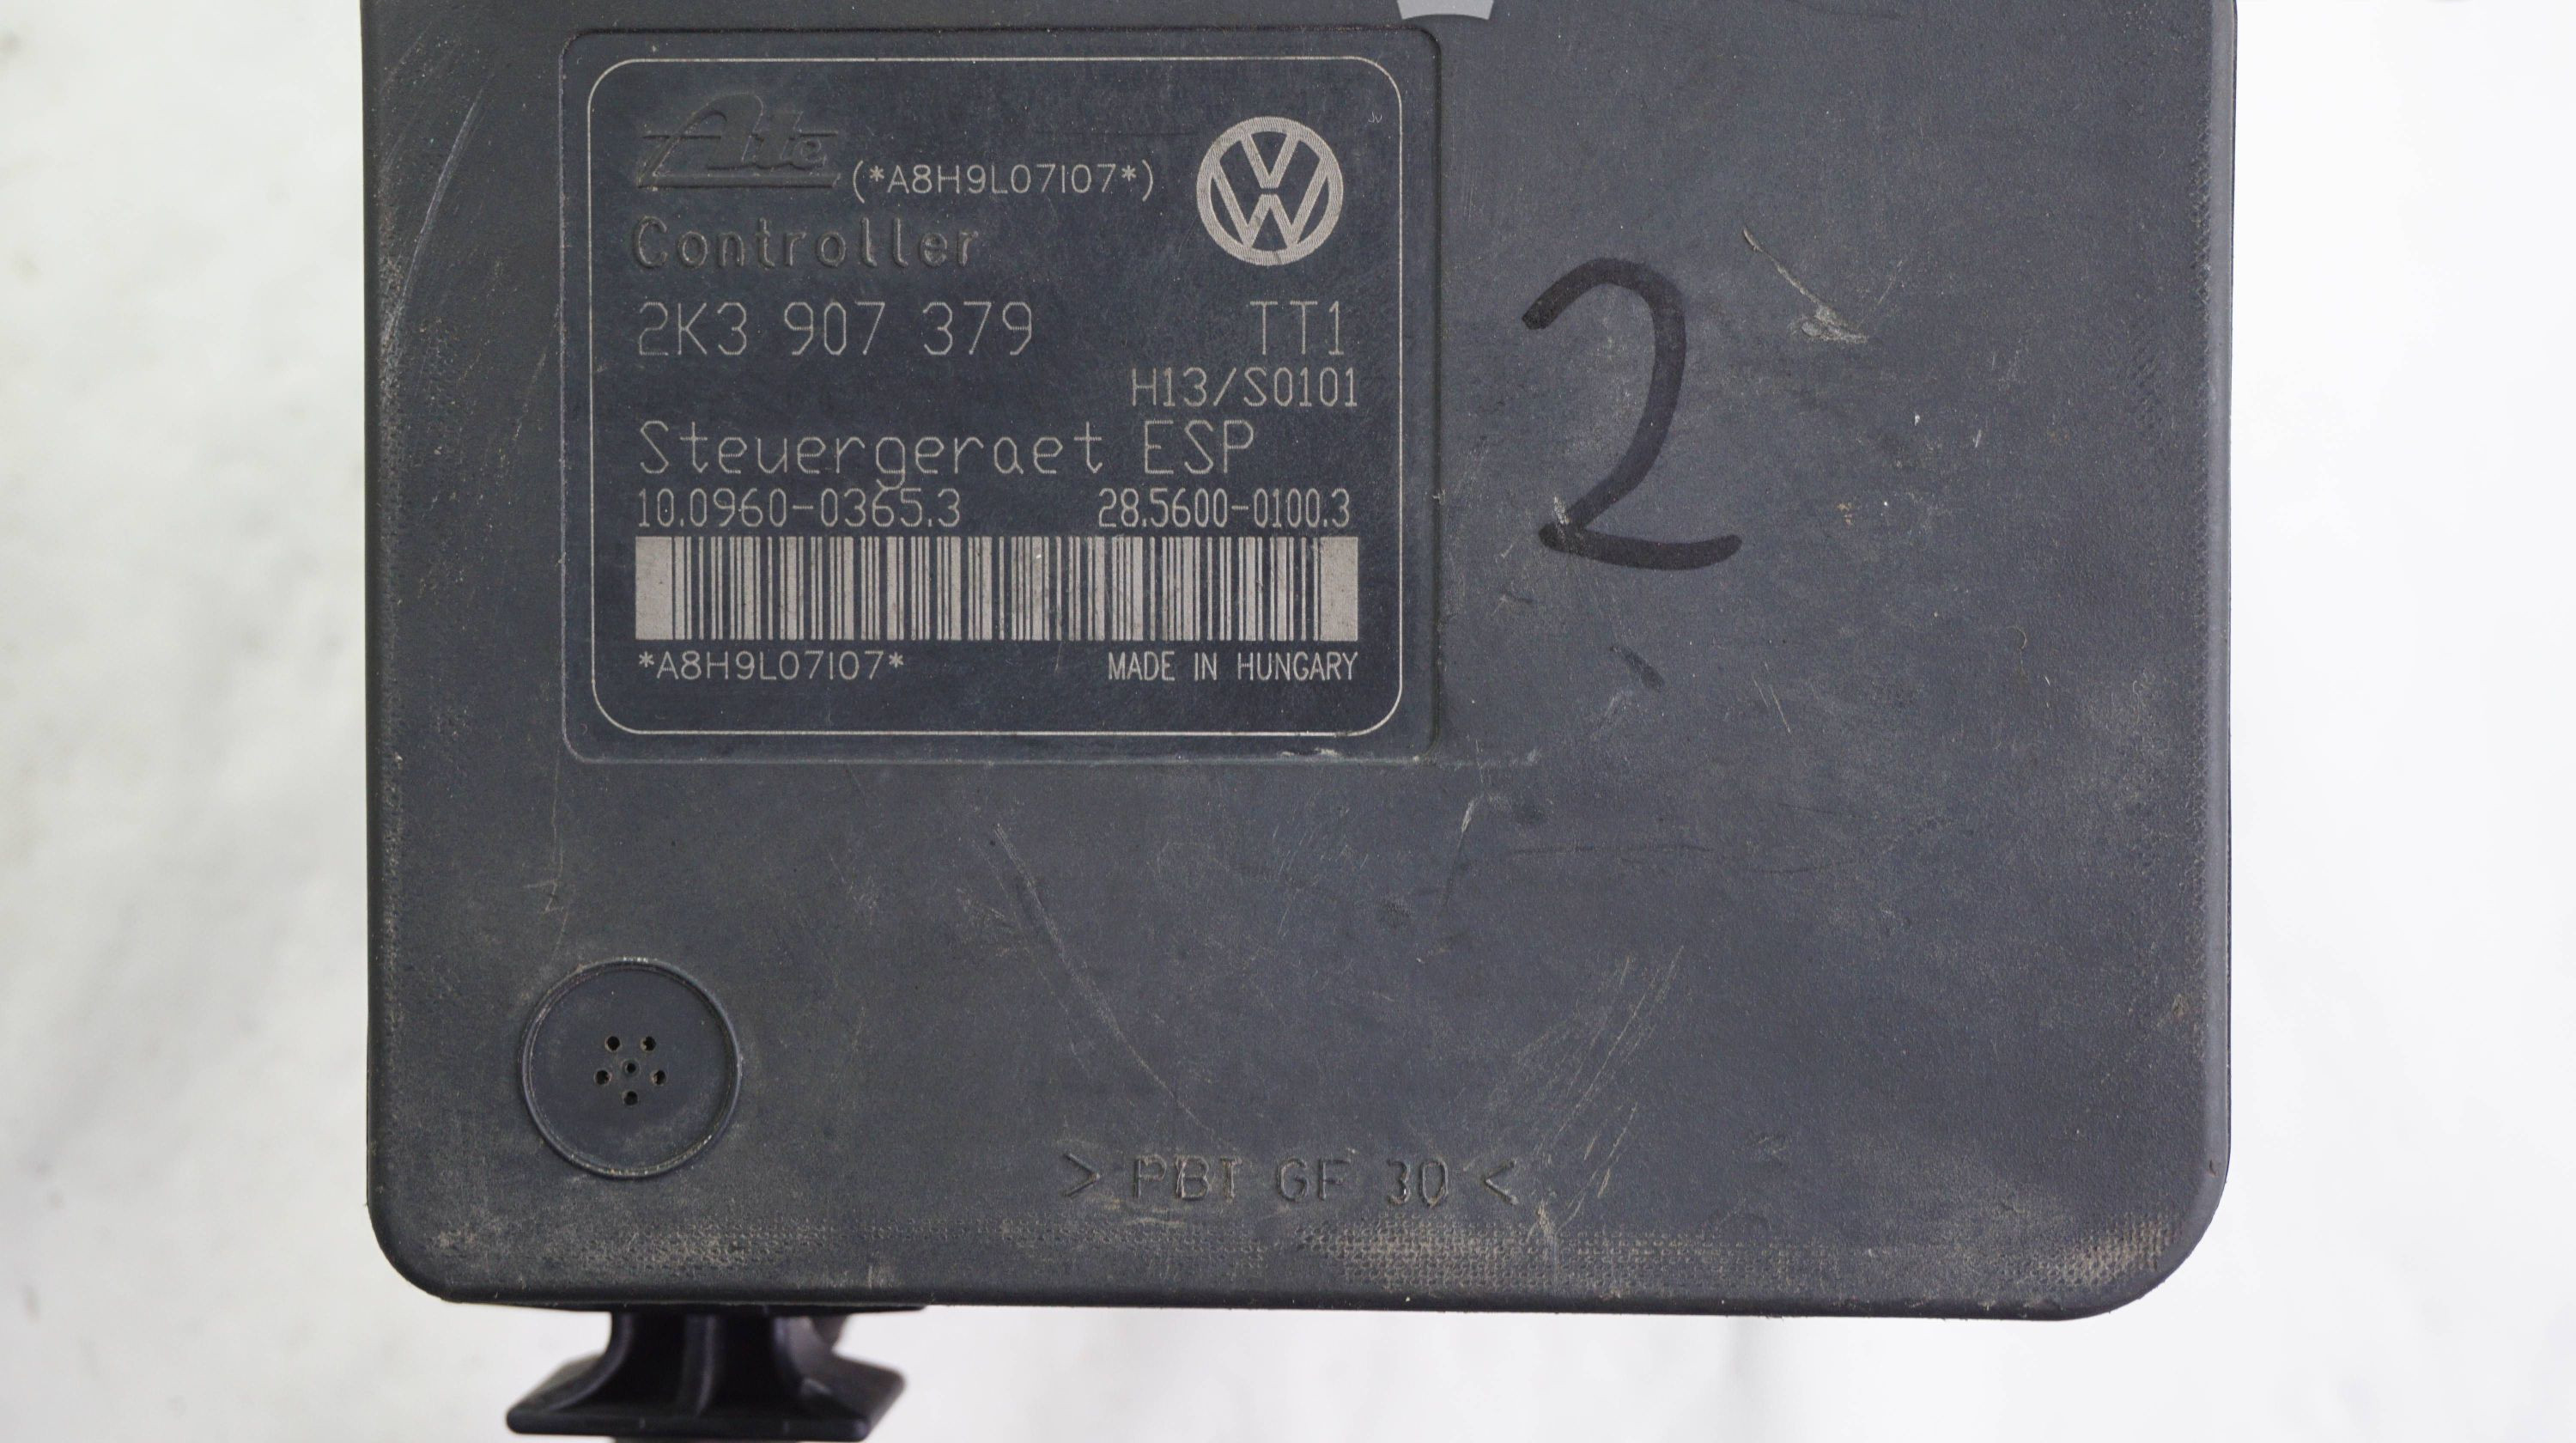 Ate (*A8H9L07I07*)
Controller
2K3 907 379 TT1
H13/S0101
Steuergeraet ESP
10.0960-0365.3 28.5600-0100.3
*A8H9L07I07* MADE IN HUNGARY
2
> PBT GF 30 <